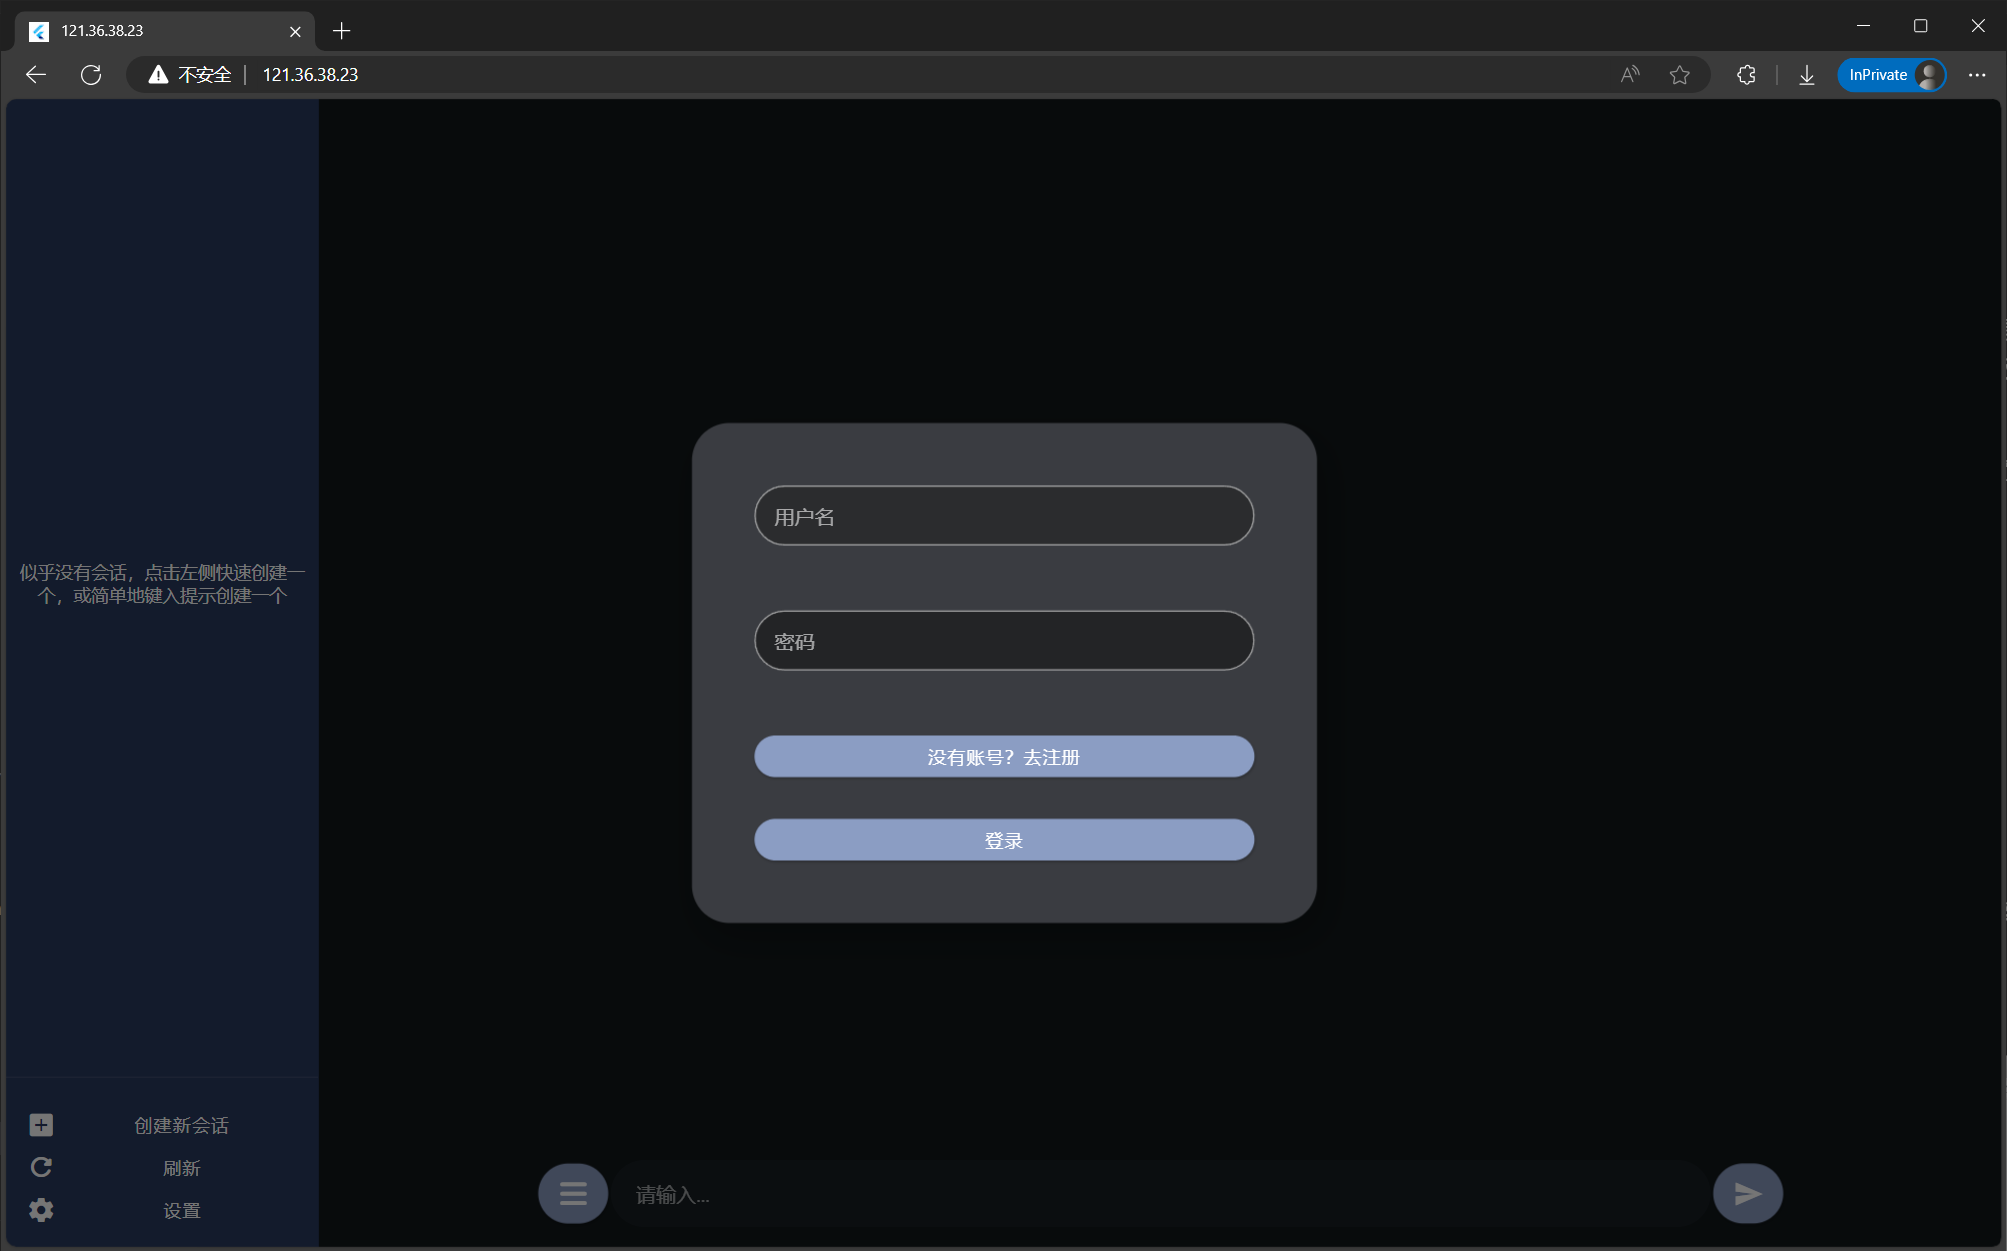 121.36.38.23
不安全
121.36.38.23
InPrivate
似乎没有会话，点击左侧快速创建一
个，或简单地键入提示创建一个
用户名
密码
没有账号？去注册
登录
创建新会话
刷新
设置
请输入...